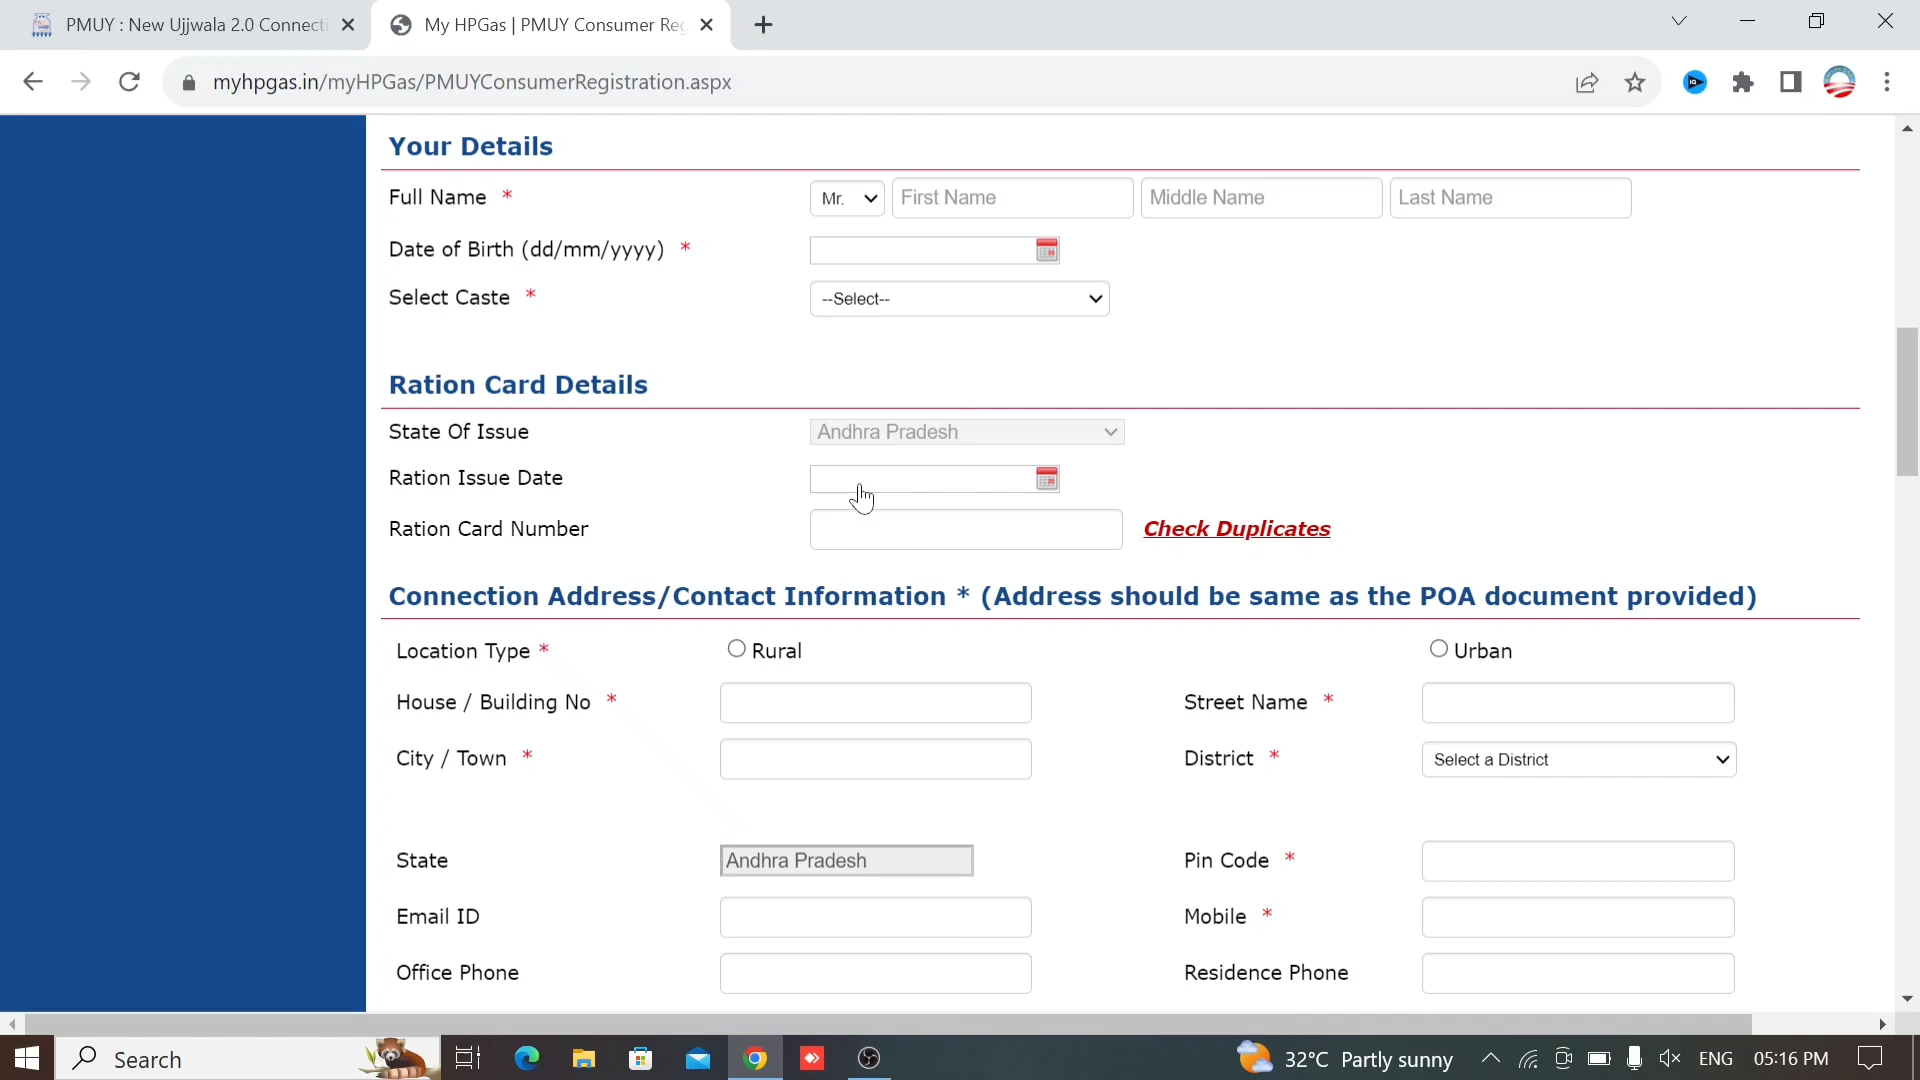 PMUY : New Ujjwala 2.0 Connecti
My HPGas | PMUY Consumer Reg
myhpgas.in/myHPGas/PMUYConsumerRegistration.aspx
Your Details
Full Name * Mr. First Name Middle Name Last Name
Date of Birth (dd/mm/yyyy) *
Select Caste * --Select--
Ration Card Details
State Of Issue Andhra Pradesh
Ration Issue Date
Ration Card Number Check Duplicates
Connection Address/Contact Information * (Address should be same as the POA document provided)
Location Type * Rural Urban
House / Building No * Street Name *
City / Town * District * Select a District
State Andhra Pradesh Pin Code *
Email ID Mobile *
Office Phone Residence Phone
Search 32°C Partly sunny ENG 05:16 PM